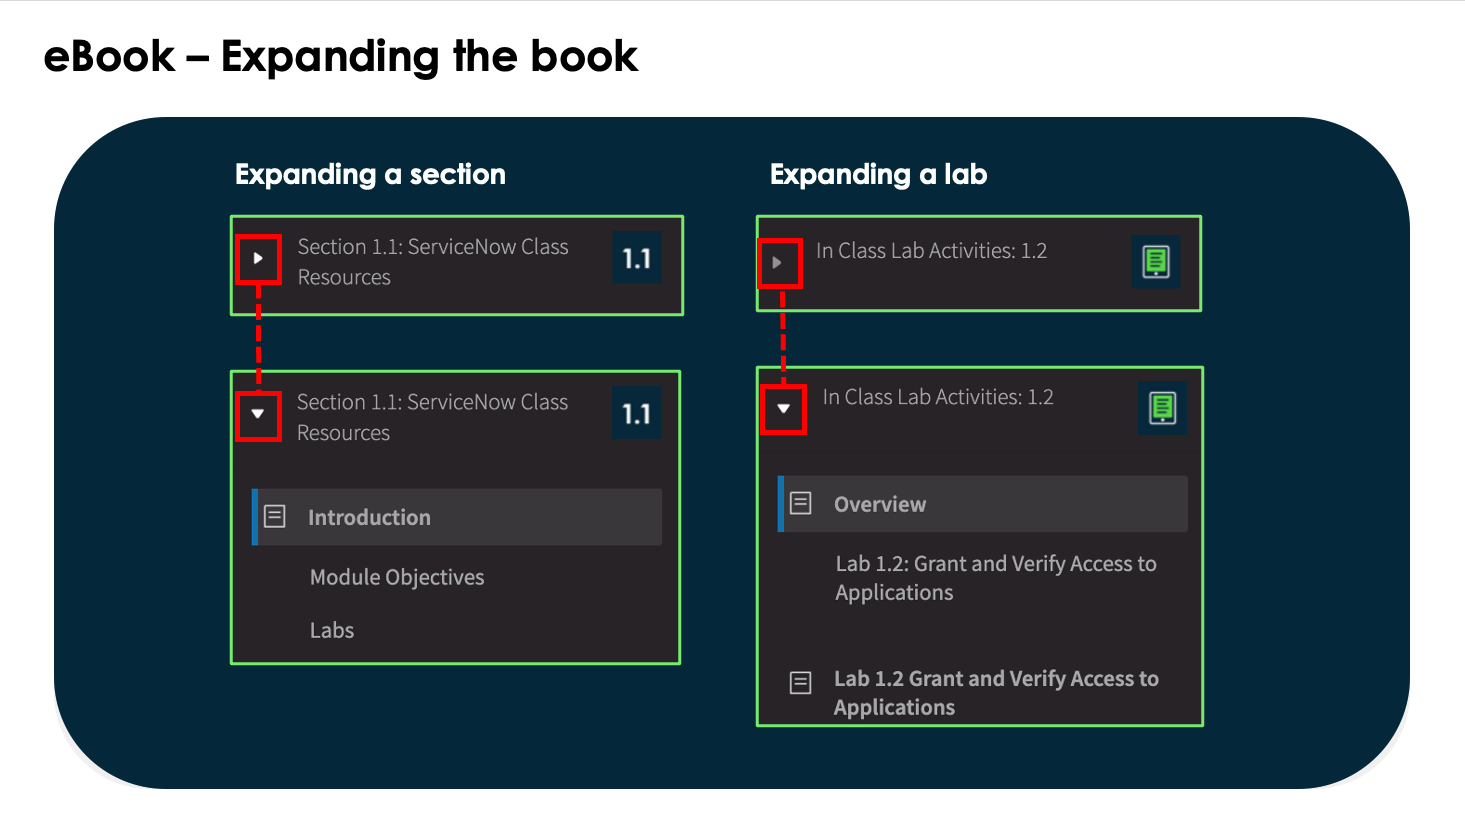 eBook – Expanding the book
Expanding a section
Section 1.1: ServiceNow Class
Resources
1.1
Section 1.1: ServiceNow Class
Resources
1.1
Introduction
Module Objectives
Labs
Expanding a lab
In Class Lab Activities: 1.2
In Class Lab Activities: 1.2
Overview
Lab 1.2: Grant and Verify Access to
Applications
Lab 1.2 Grant and Verify Access to
Applications